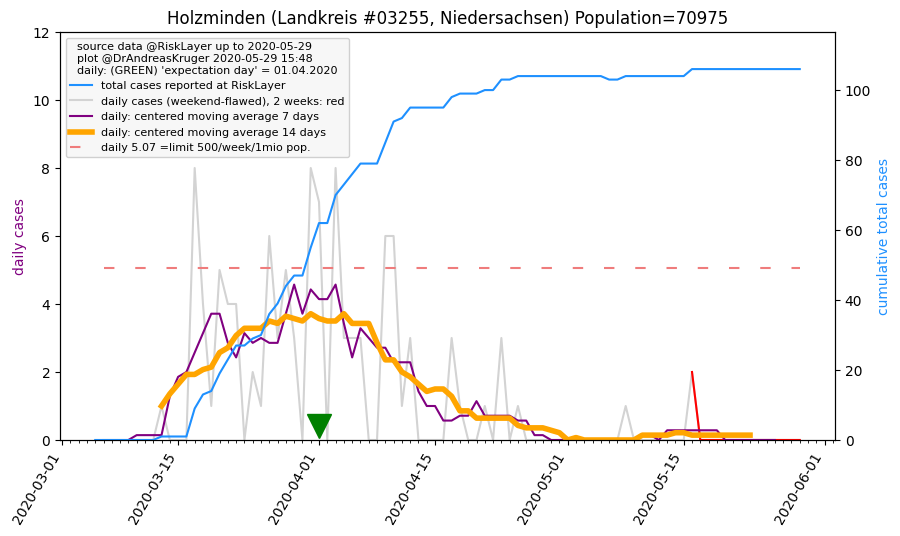 Holzminden (Landkreis #03255, Niedersachsen) Population=70975
source data @RiskLayer up to 2020-05-29
plot @DrAndreasKruger 2020-05-29 15:48
daily: (GREEN) 'expectation day' = 01.04.2020
total cases reported at RiskLayer
daily cases (weekend-flawed), 2 weeks: red
daily: centered moving average 7 days
daily: centered moving average 14 days
daily 5.07 =limit 500/week/1mio pop.
daily cases
12
10
8
6
4
2
0
cumulative total cases
100
80
60
40
20
0
2020-03-01
2020-03-15
2020-04-01
2020-04-15
2020-05-01
2020-05-15
2020-06-01